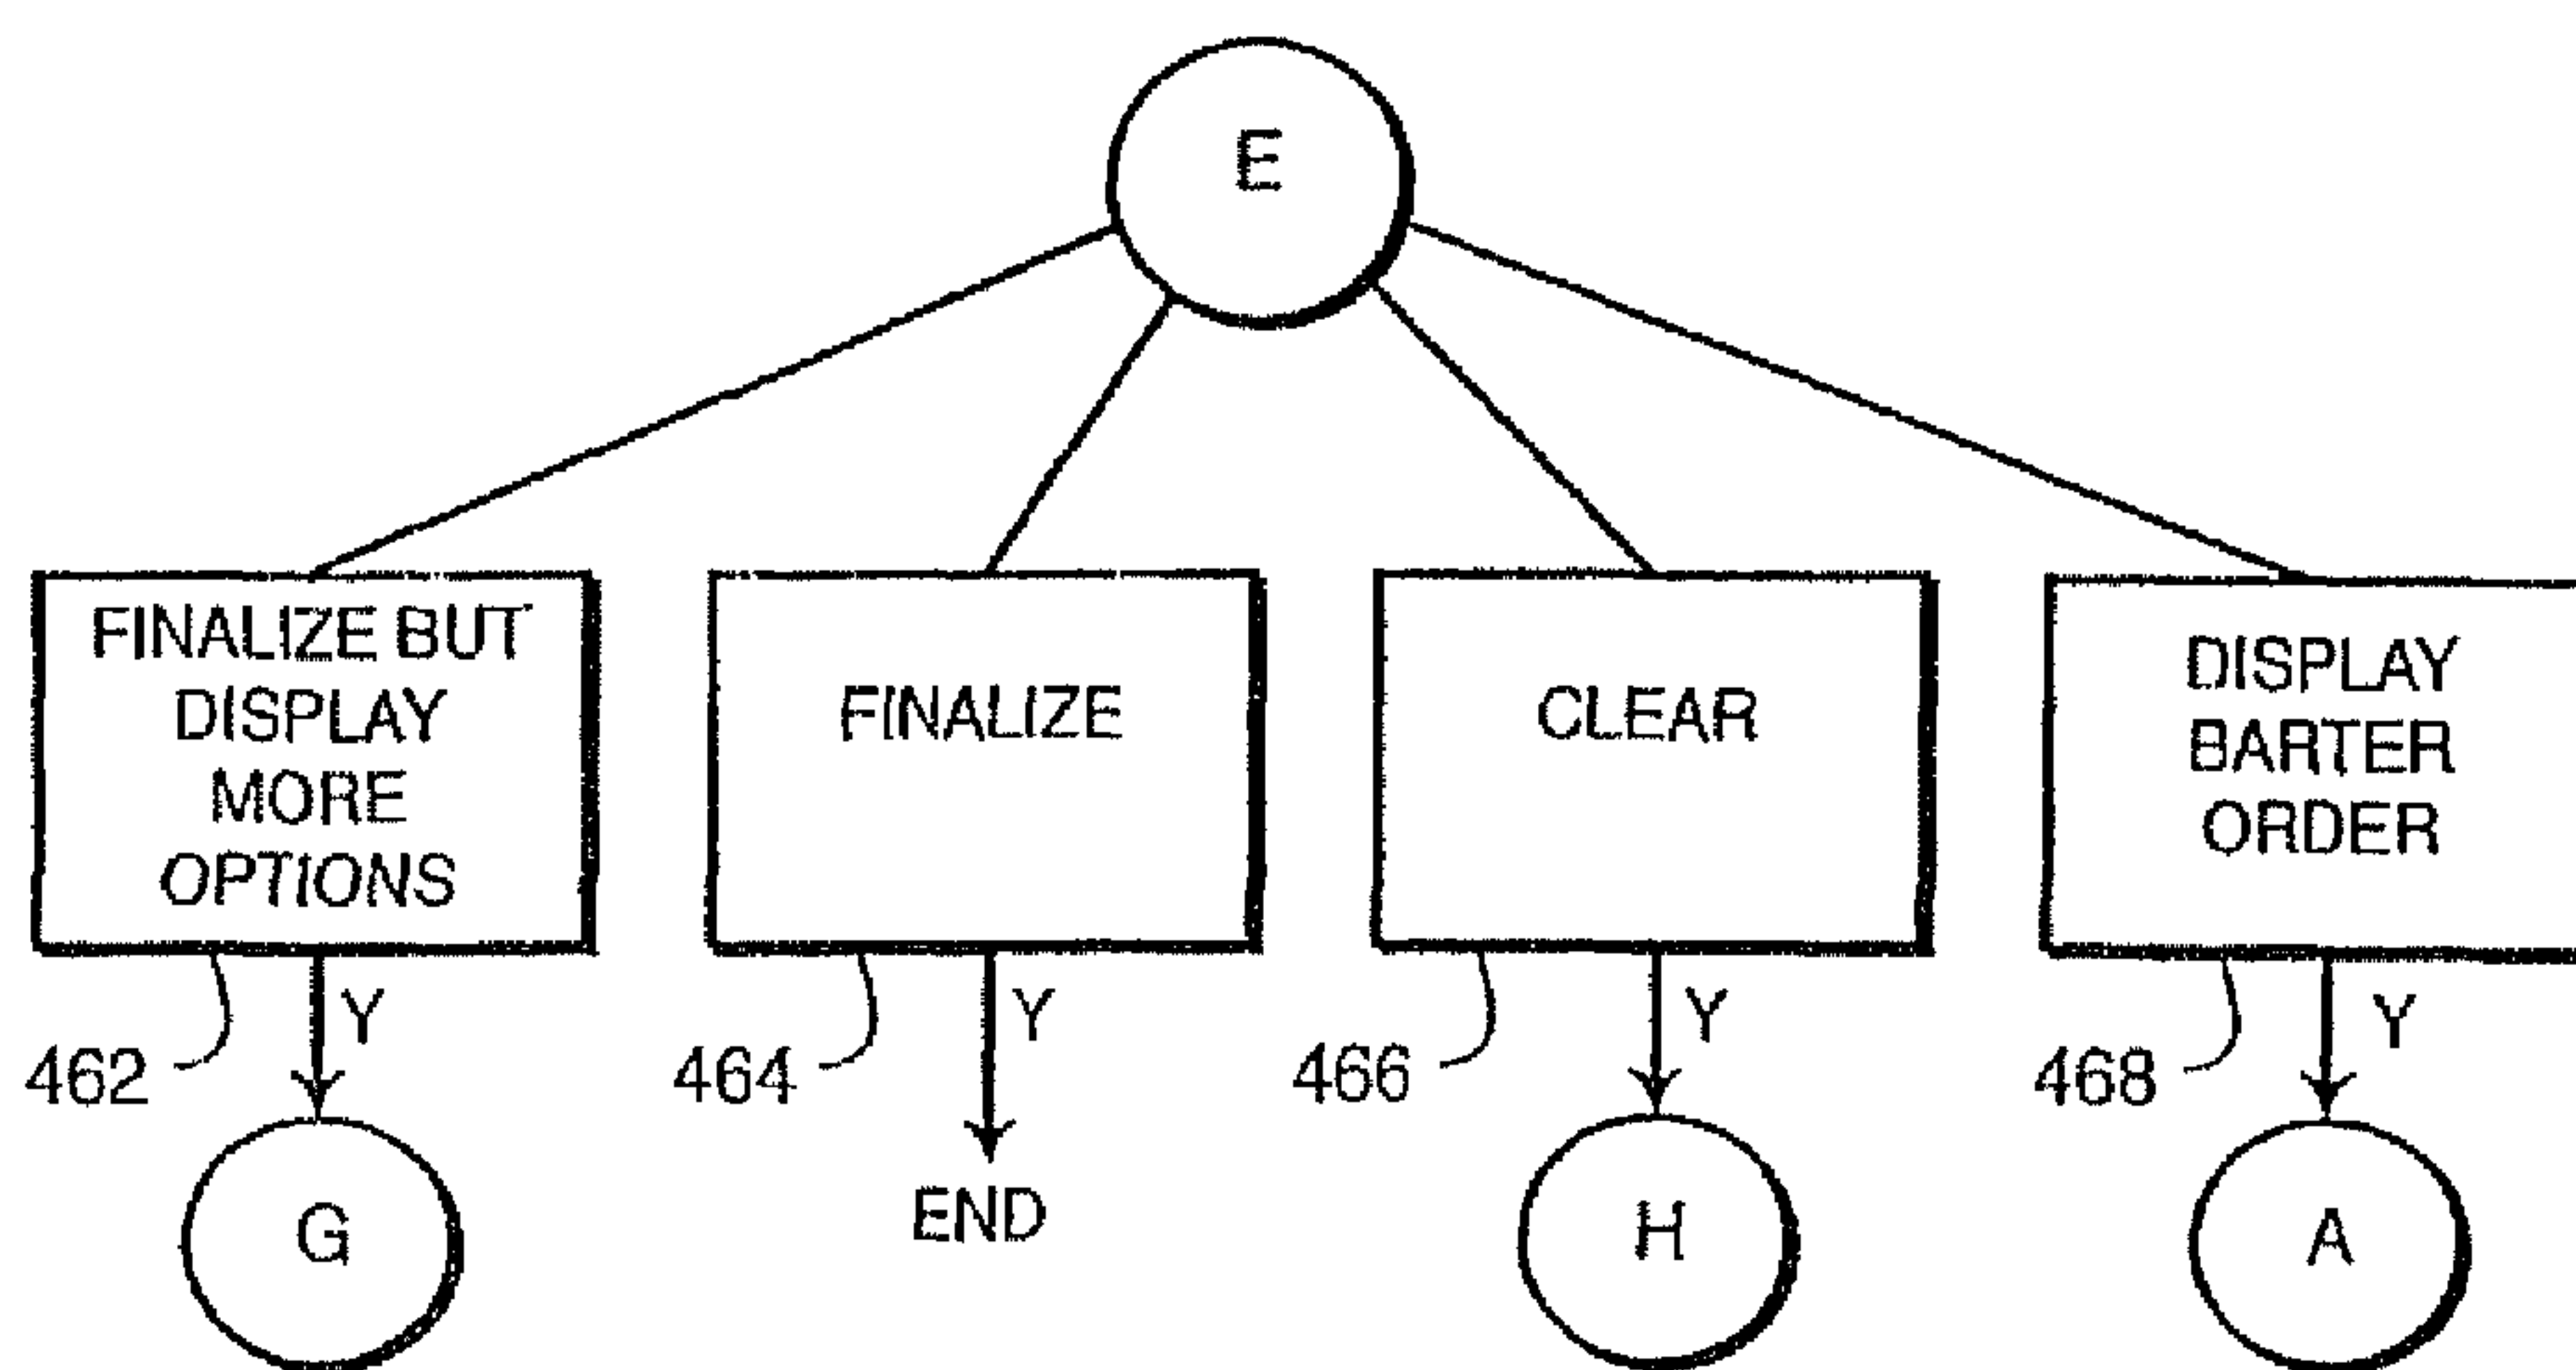 E
FINALIZE BUT
DISPLAY
MORE
OPTIONS
FINALIZE
CLEAR
DISPLAY
BARTER
ORDER
462
Y
464
Y
466
Y
468
Y
G
END
H
A